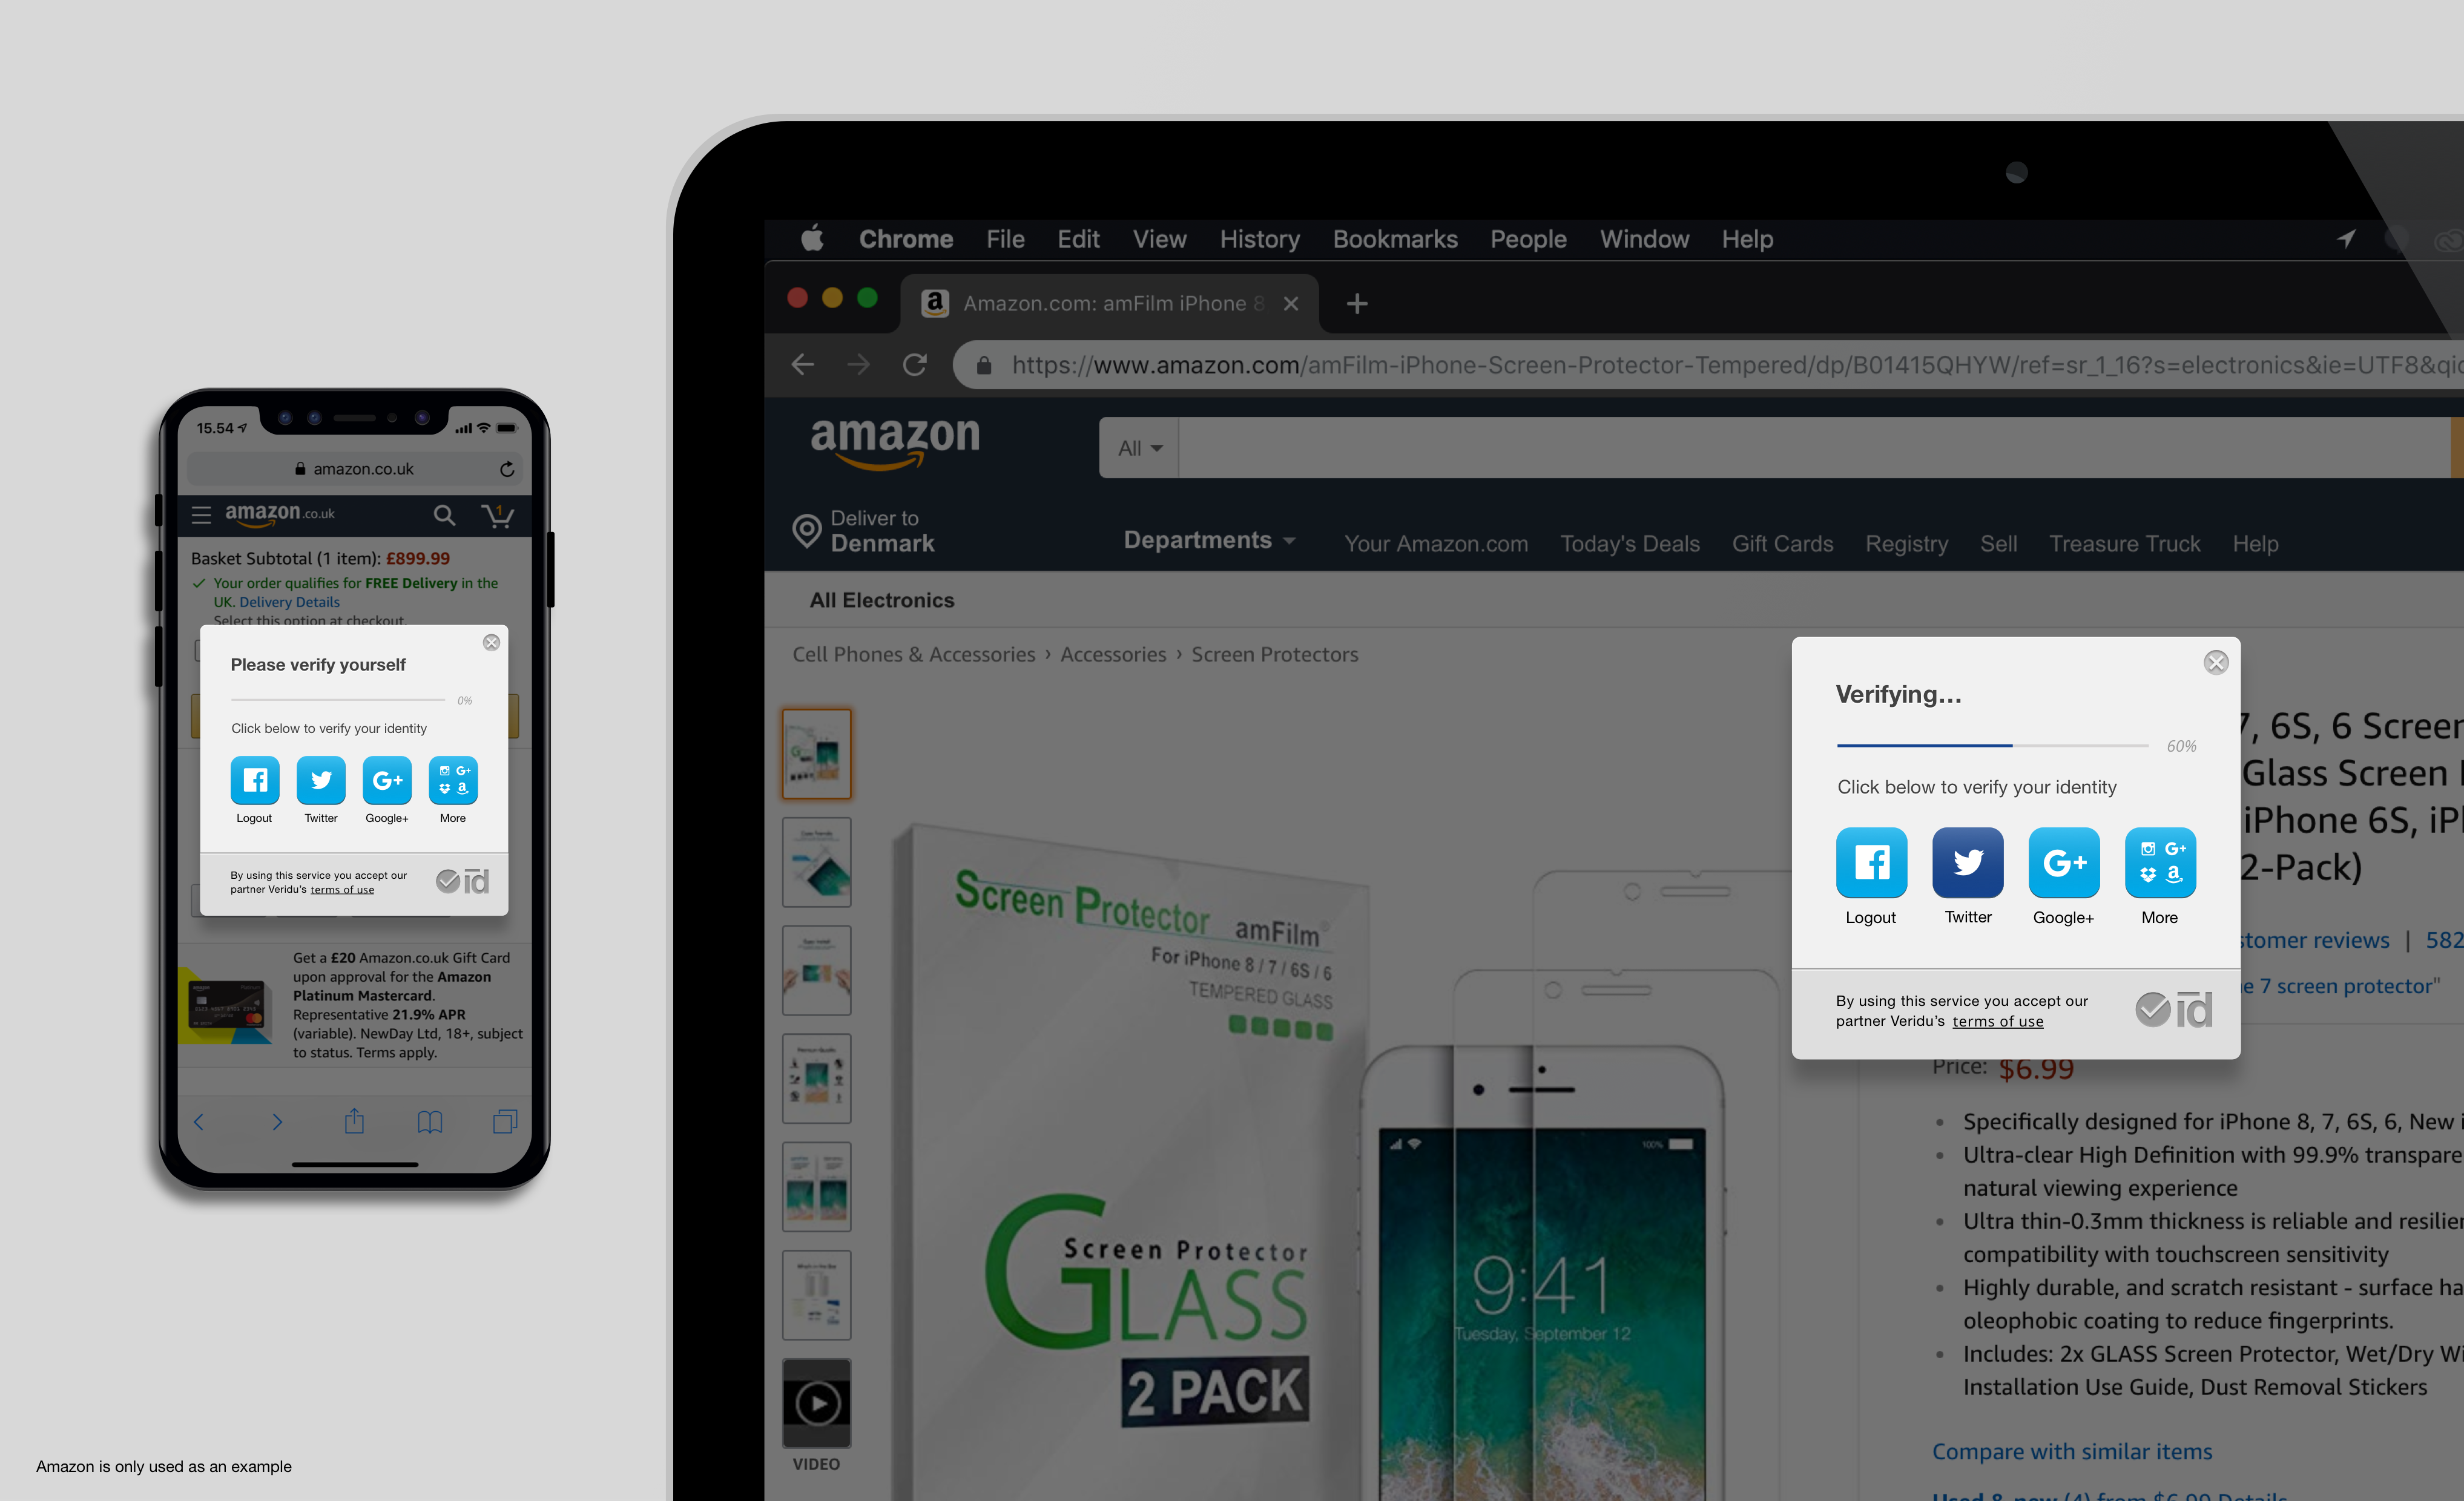 15.54
amazon.co.uk
amazon.co.uk
1
Basket Subtotal (1 item): £899.99
Your order qualifies for FREE Delivery in the
UK. Delivery Details
Select this option at checkout.
Please verify yourself
0%
Click below to verify your identity
G+
Logout
Twitter
Google+
More
By using this service you accept our
partner Veridu's terms of use
id
Get a £20 Amazon.co.uk Gift Card
upon approval for the Amazon
Platinum Mastercard.
Representative 21.9% APR
(variable). NewDay Ltd, 18+, subject
to status. Terms apply.
Amazon is only used as an example
Chrome File Edit View History Bookmarks People Window Help
Amazon.com: amFilm iPhone 8
https://www.amazon.com/amFilm-iPhone-Screen-Protector-Tempered/dp/B01415QHYW/ref=sr_1_16?s=electronics&ie=UTF8&qid
amazon
All
Deliver to
Denmark
Departments Your Amazon.com Today's Deals Gift Cards Registry Sell Treasure Truck Help
All Electronics
Cell Phones & Accessories › Accessories › Screen Protectors
VIDEO
Screen Protector amFilm
For iPhone 8 / 7 / 6S / 6
TEMPERED GLASS
Screen Protector
GLASS
2 PACK
100%
9:41
Tuesday, September 12
Verifying...
60%
Click below to verify your identity
G+
G+
Logout
Twitter
Google+
More
By using this service you accept our
partner Veridu's terms of use
id
7, 6S, 6 Screen
Glass Screen
iPhone 6S, iP
2-Pack)
stomer reviews | 582
e 7 screen protector"
Price: $6.99
Specifically designed for iPhone 8, 7, 6S, 6, New i
Ultra-clear High Definition with 99.9% transpare
natural viewing experience
Ultra thin-0.3mm thickness is reliable and resilien
compatibility with touchscreen sensitivity
Highly durable, and scratch resistant - surface ha
oleophobic coating to reduce fingerprints.
Includes: 2x GLASS Screen Protector, Wet/Dry Wi
Installation Use Guide, Dust Removal Stickers
Compare with similar items
Used & new (4) from $6.99 Details